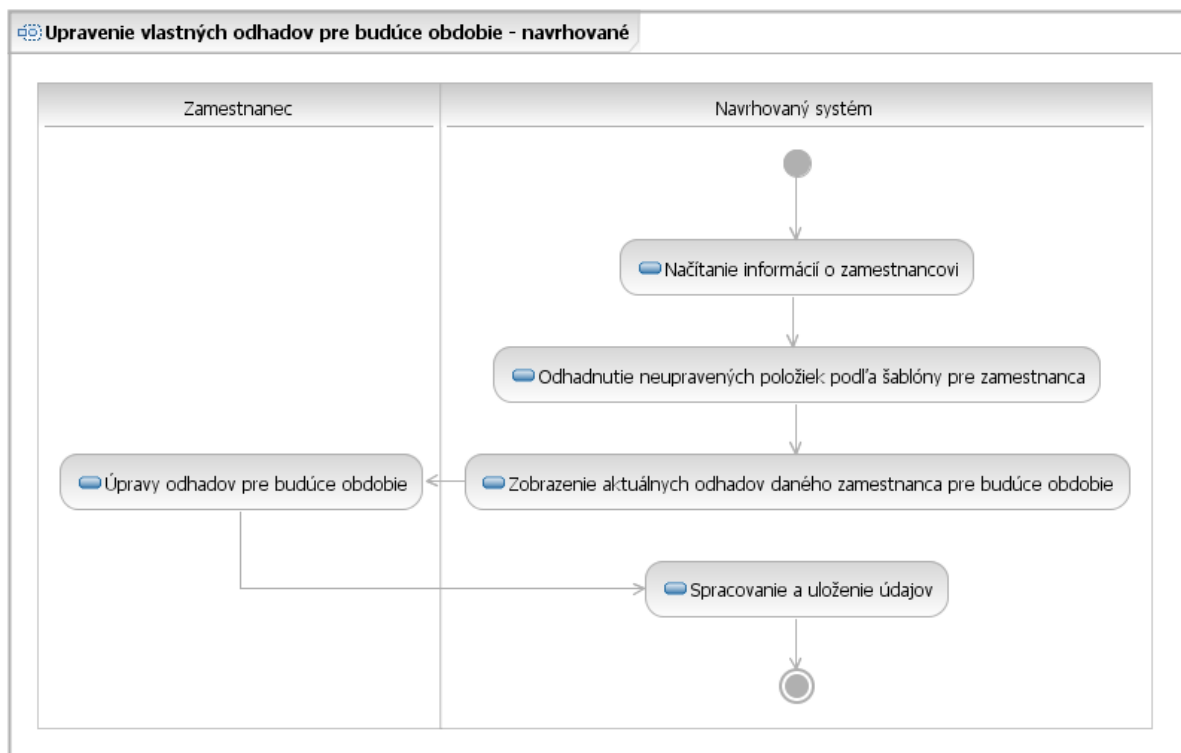 Upravenie vlastných odhadov pre budúce obdobie - navrhované
Zamestnanec
Navrhovaný systém
Načítanie informácií o zamestnancovi
Odhadnutie neupravených položiek podľa šablóny pre zamestnanca
Úpravy odhadov pre budúce obdobie
Zobrazenie aktuálnych odhadov daného zamestnanca pre budúce obdobie
Spracovanie a uloženie údajov